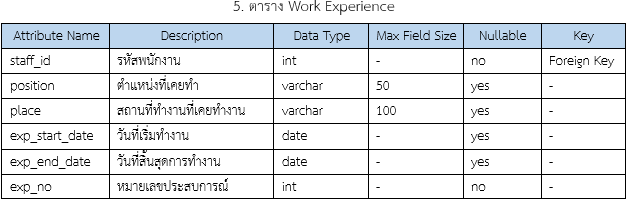 5. ตาราง Work Experience
Attribute Name Description Data Type Max Field Size Nullable Key
staff_id รหัสพนักงาน int - no Foreign Key
position ตำแหน่งที่เคยทำ varchar 50 yes -
place สถานที่ทำงานที่เคยทำงาน varchar 100 yes -
exp_start_date วันที่เริ่มทำงาน date - yes -
exp_end_date วันที่สิ้นสุดการทำงาน date - yes -
exp_no หมายเลขประสบการณ์ int - no -